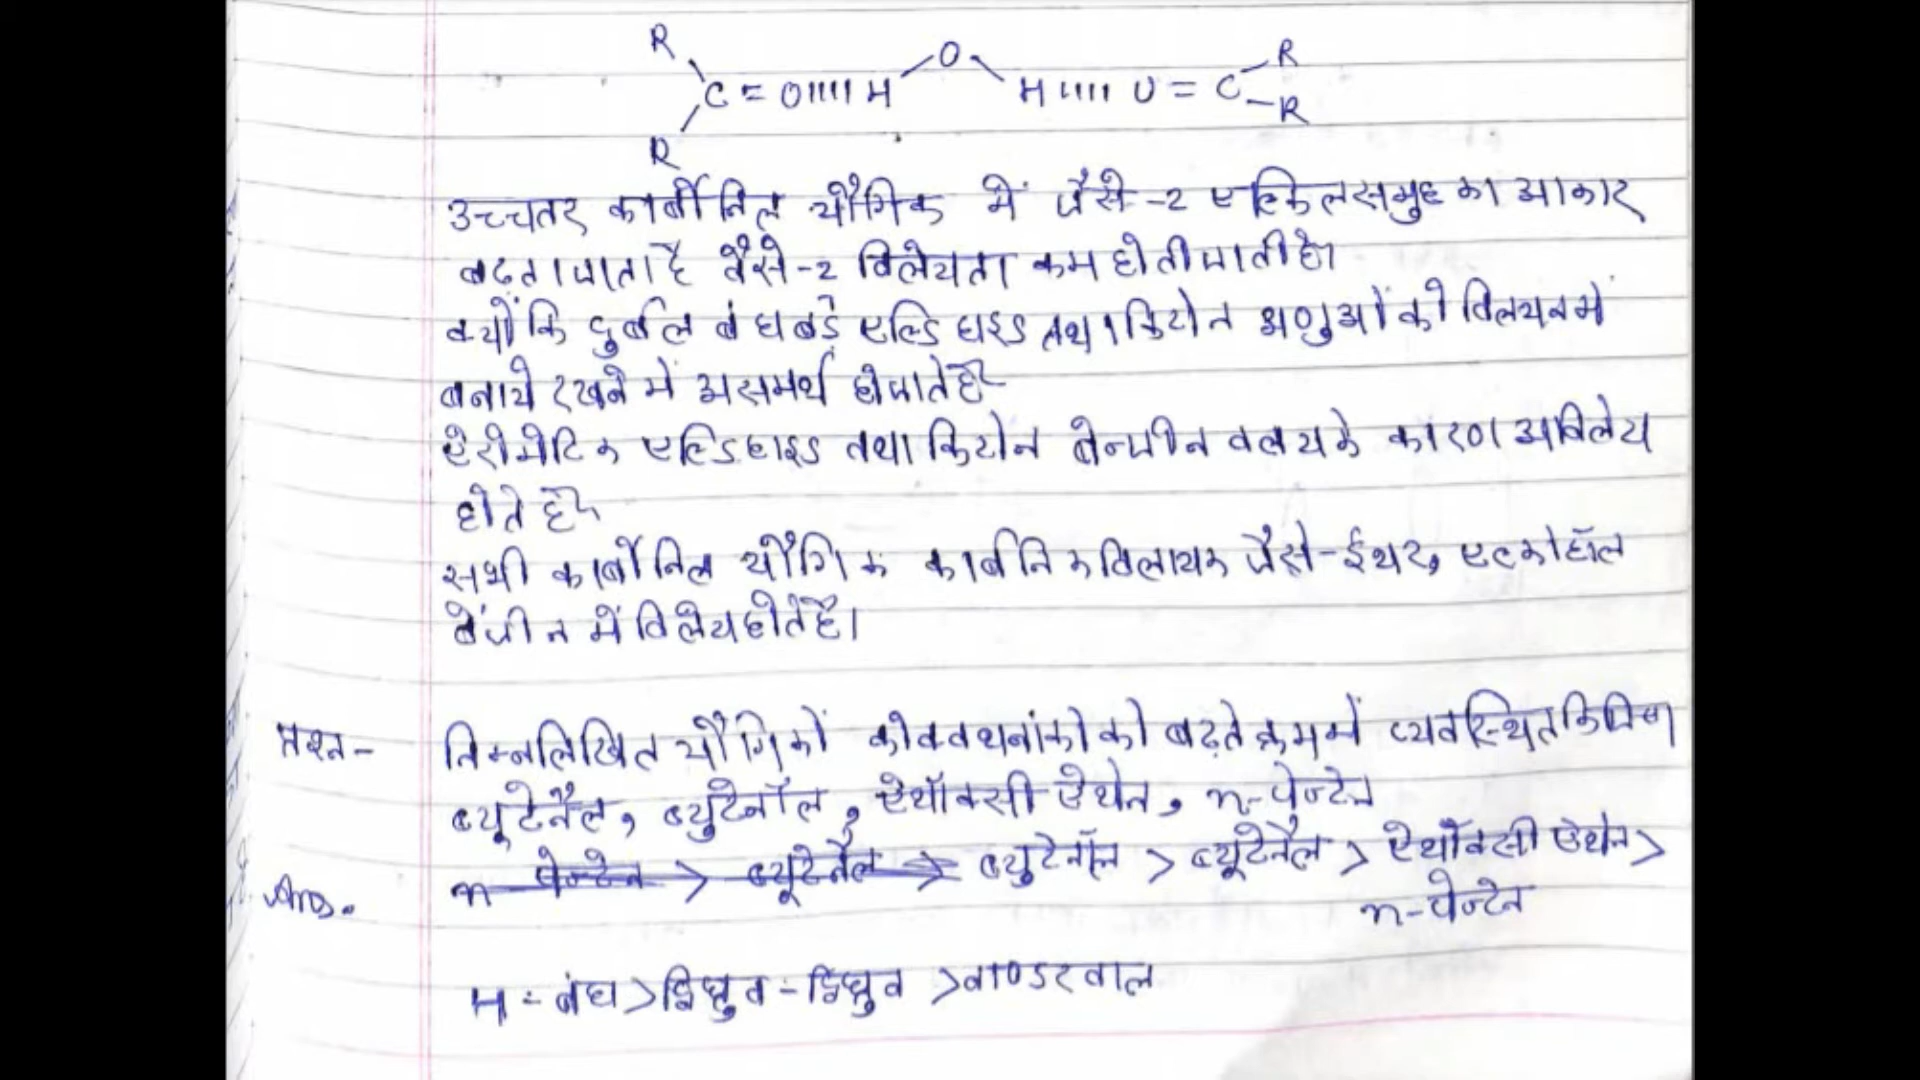 R O R
C = O IIII H H IIII O = C
R R
उच्चतर कार्बोनिल यौगिक में जैसे-2 एल्किल समुह का आकार
बढ़ता जाता है वैसे-2 विलेयता कम होती जाती है।
क्योंकि दुर्बल बंध बड़े एल्डिहाइड तथा किटोन अणुओं को विलयन में
बनाये रखने में असमर्थ हो जाते है
ऐरोमेटिक एल्डिहाइड तथा किटोन बेन्जीन वलय के कारण अविलेय
होते है
सभी कार्बोनिल यौगिक कार्बनिक विलायक जैसे-ईथर, एल्कोहॉल
बेंजीन में विलेय होते है।
प्रश्न- निम्नलिखित यौगिकों को क्वथनांको को बढ़ते क्रम में व्यवस्थित किजिए।
ब्यूटेनैल, ब्युटेनॉल, ऐथॉक्सी ऐथेन, n-पेन्टेन
Ans. n पेन्टेन > ब्यूटेनैल > ब्युटेनॉल > ब्यूटेनैल > ऐथॉक्सी ऐथेन >
n-पेन्टेन
H - बंध > द्विध्रुव - द्विध्रुव > वाण्डरवाल